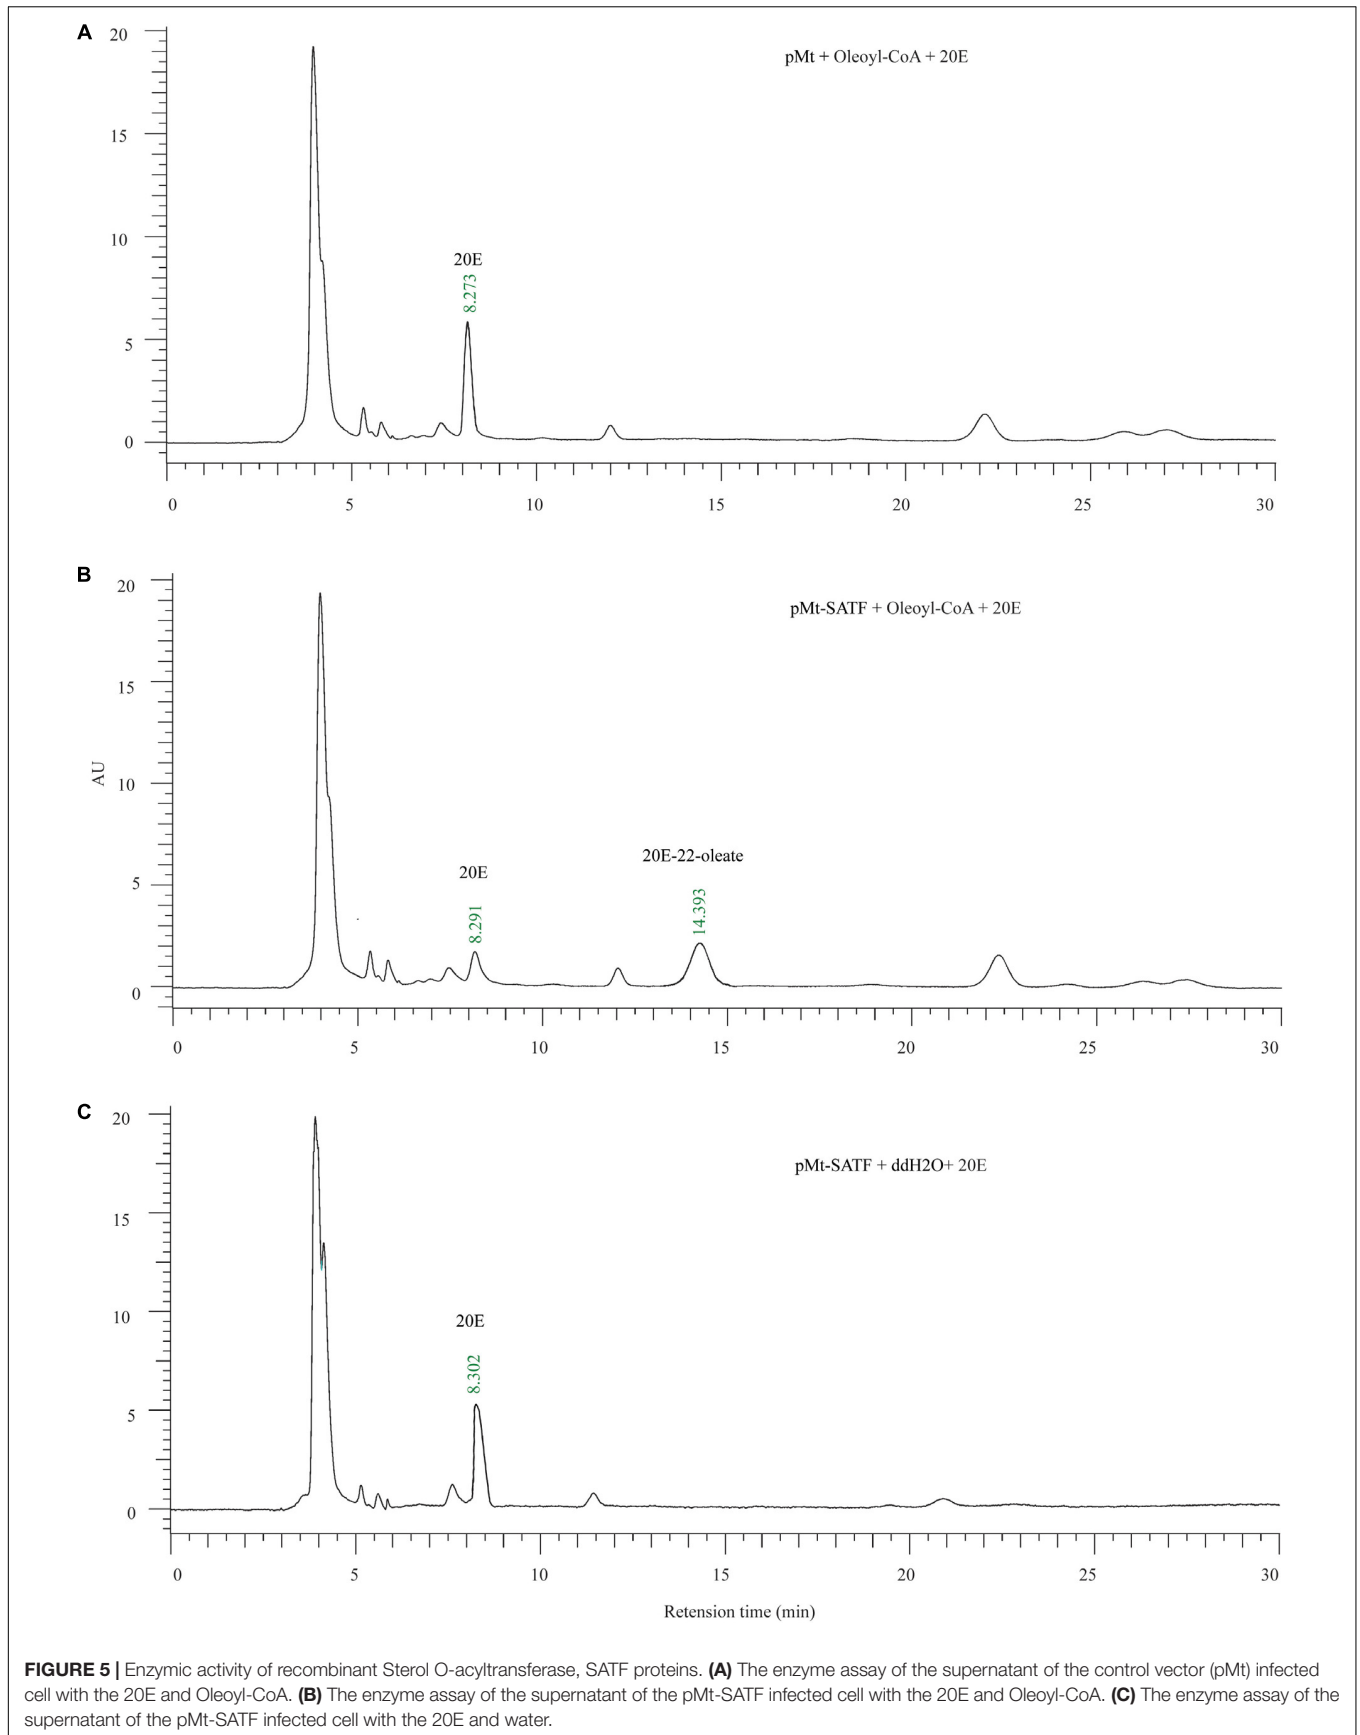 A
20
pMt + Oleoyl-CoA + 20E
15
10
20E
8.273
5
0
0 5 10 15 20 25 30
B
20
pMt-SATF + Oleoyl-CoA + 20E
15
AU
10
20E-22-oleate
20E
5
8.291
14.393
0
0 5 10 15 20 25 30
C
20
pMt-SATF + ddH2O+ 20E
15
10
20E
8.302
5
0
0 5 10 15 20 25 30
Retension time (min)
FIGURE 5 | Enzymic activity of recombinant Sterol O-acyltransferase, SATF proteins. (A) The enzyme assay of the supernatant of the control vector (pMt) infected
cell with the 20E and Oleoyl-CoA. (B) The enzyme assay of the supernatant of the pMt-SATF infected cell with the 20E and Oleoyl-CoA. (C) The enzyme assay of the
supernatant of the pMt-SATF infected cell with the 20E and water.